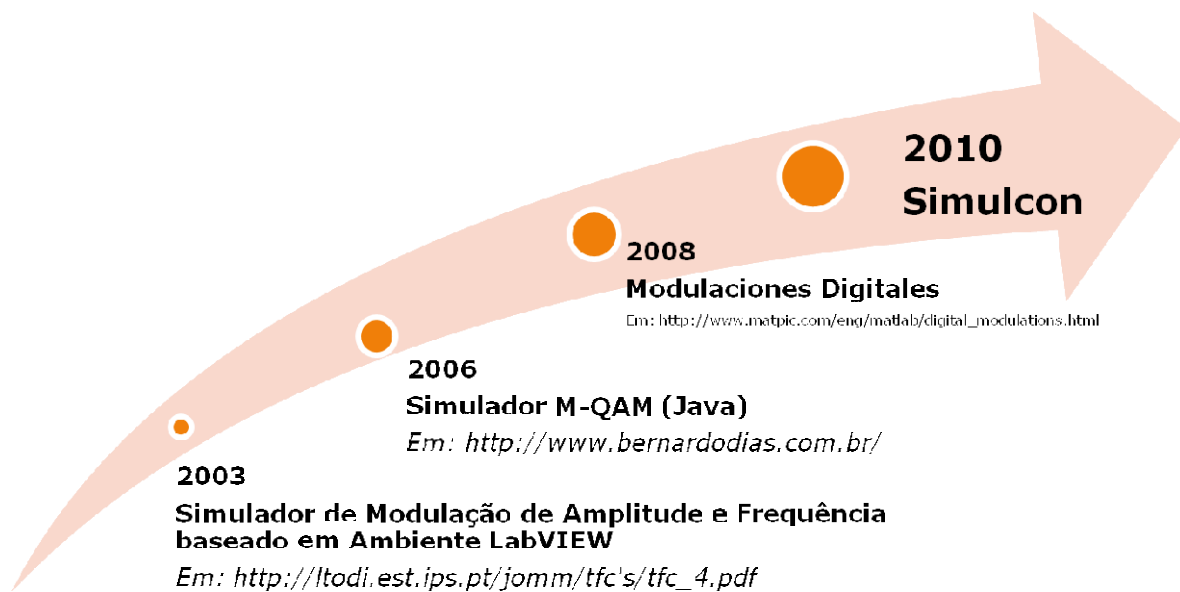 2010
Simulcon
2008
Modulaciones Digitales
Em: http://www.matpic.com/eng/matlab/digital_modulations.html
2006
Simulador M-QAM (Java)
Em: http://www.bernardodias.com.br/
2003
Simulador de Modulação de Amplitude e Frequência
baseado em Ambiente LabVIEW
Em: http://ltodi.est.ips.pt/jomm/tfc's/tfc_4.pdf